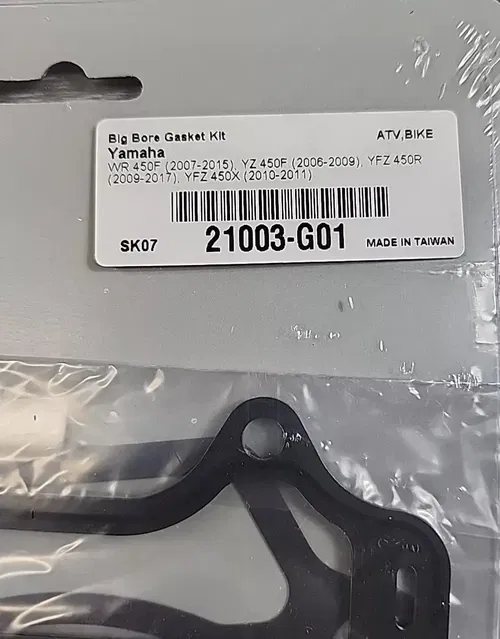 Big Bore Gasket Kit ATV,BIKE
Yamaha
WR 450F (2007-2015), YZ 450F (2006-2009), YFZ 450R
(2009-2017), YFZ 450X (2010-2011)
SK07 21003-G01 MADE IN TAIWAN